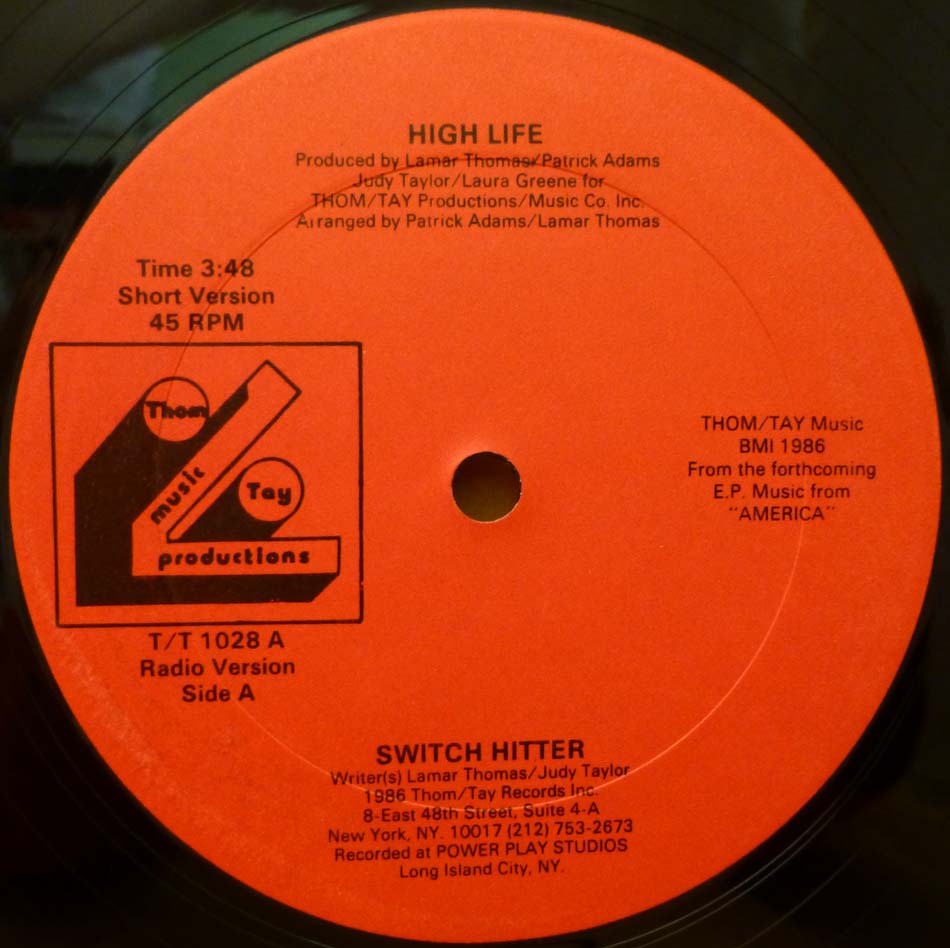 HIGH LIFE
Produced by Lamar Thomas/Patrick Adams
Judy Taylor/Laura Greene for
THOM/TAY Productions/Music Co. Inc.
Arranged by Patrick Adams/Lamar Thomas
Time 3:48
Short Version
45 RPM
Thom
music
Tay
productions
T/T 1028 A
Radio Version
Side A
THOM/TAY Music
BMI 1986
From the forthcoming
E.P. Music from
"AMERICA"
SWITCH HITTER
Writer(s) Lamar Thomas/Judy Taylor
1986 Thom/Tay Records Inc.
8-East 48th Street, Suite 4-A
New York, NY. 10017 (212) 753-2673
Recorded at POWER PLAY STUDIOS
Long Island City, NY.